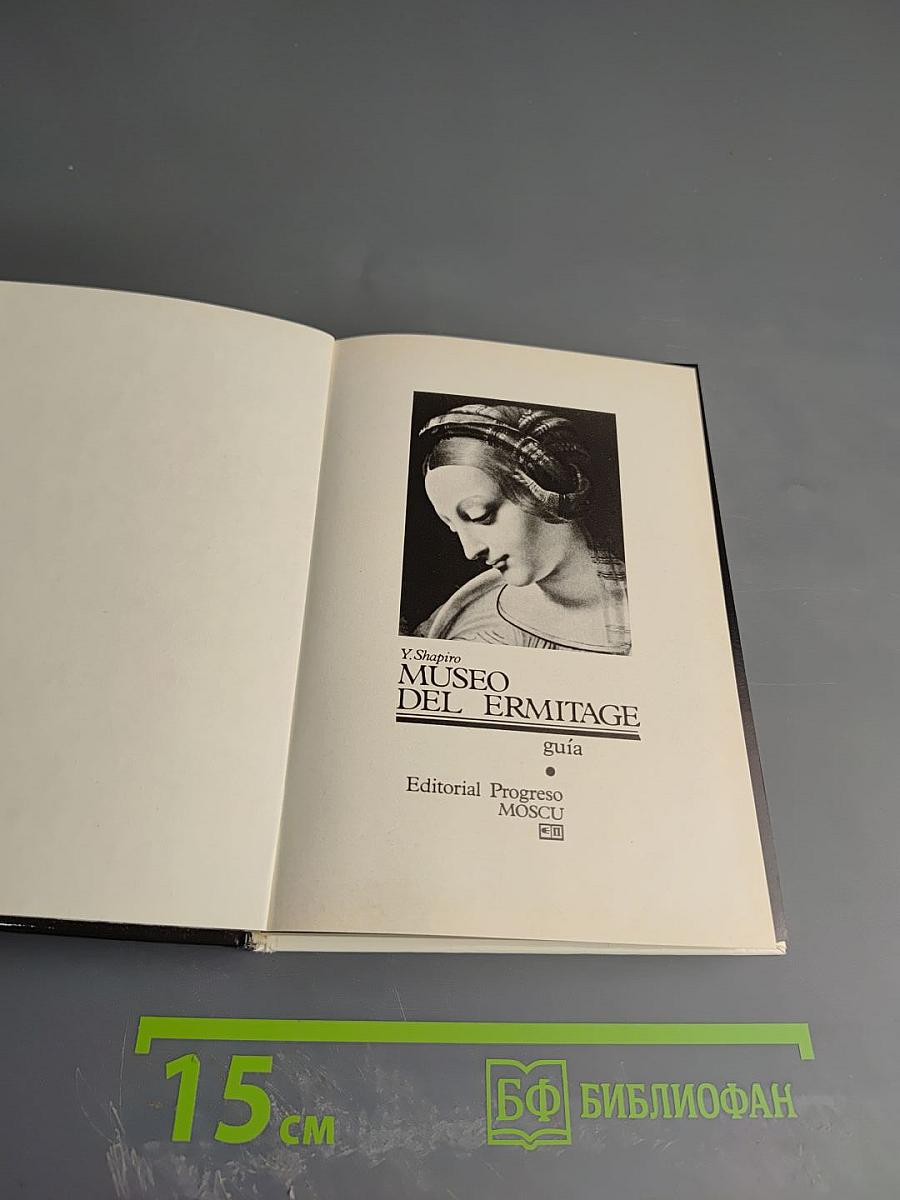 Y. Shapiro
MUSEO
DEL ERMITAGE
guía
Editorial Progreso
MOSCU
15 см
БФ БИБЛИОФАН